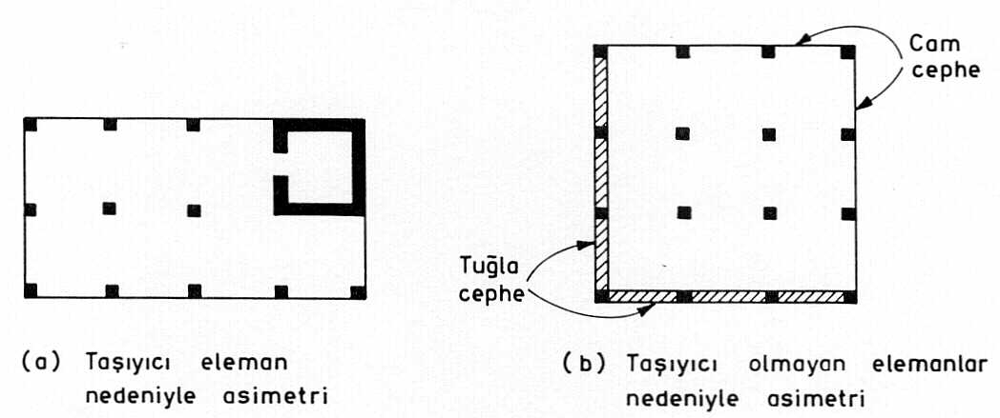 Cam
cephe
Tuğla
cephe
(a) Taşıyıcı eleman
nedeniyle asimetri
(b) Taşıyıcı olmayan elemanlar
nedeniyle asimetri